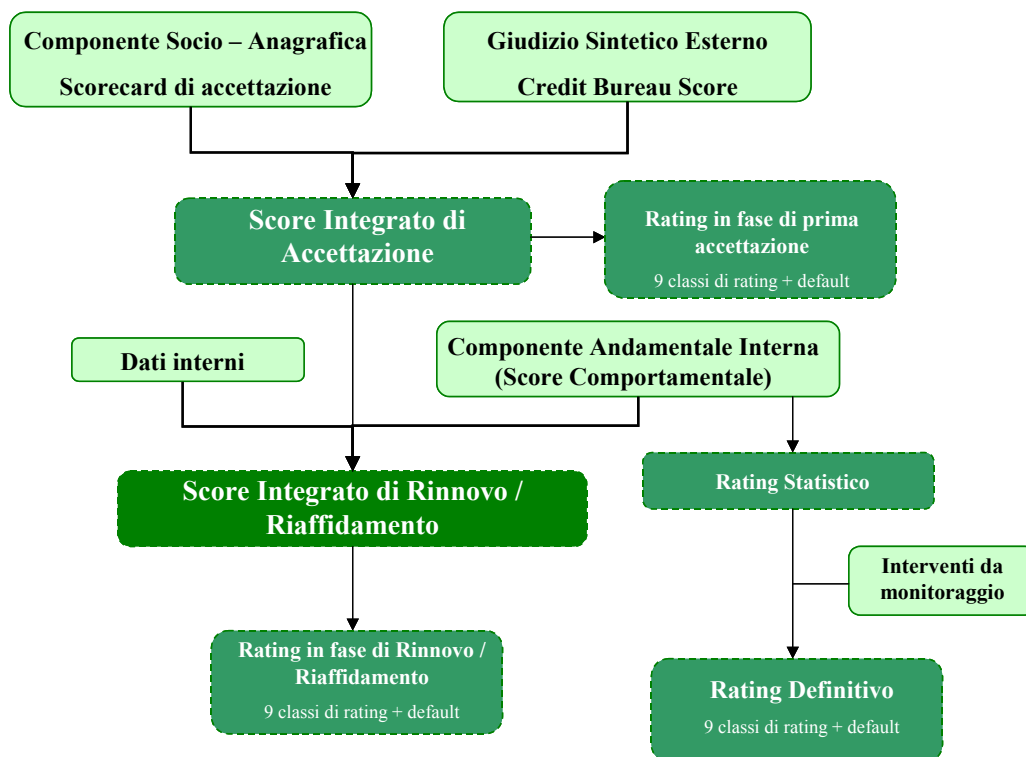 Componente Socio – Anagrafica
Scorecard di accettazione
Giudizio Sintetico Esterno
Credit Bureau Score
Score Integrato di
Accettazione
Rating in fase di prima
accettazione
9 classi di rating + default
Dati interni
Componente Andamentale Interna
(Score Comportamentale)
Score Integrato di Rinnovo /
Riaffidamento
Rating Statistico
Interventi da
monitoraggio
Rating in fase di Rinnovo /
Riaffidamento
9 classi di rating + default
Rating Definitivo
9 classi di rating + default